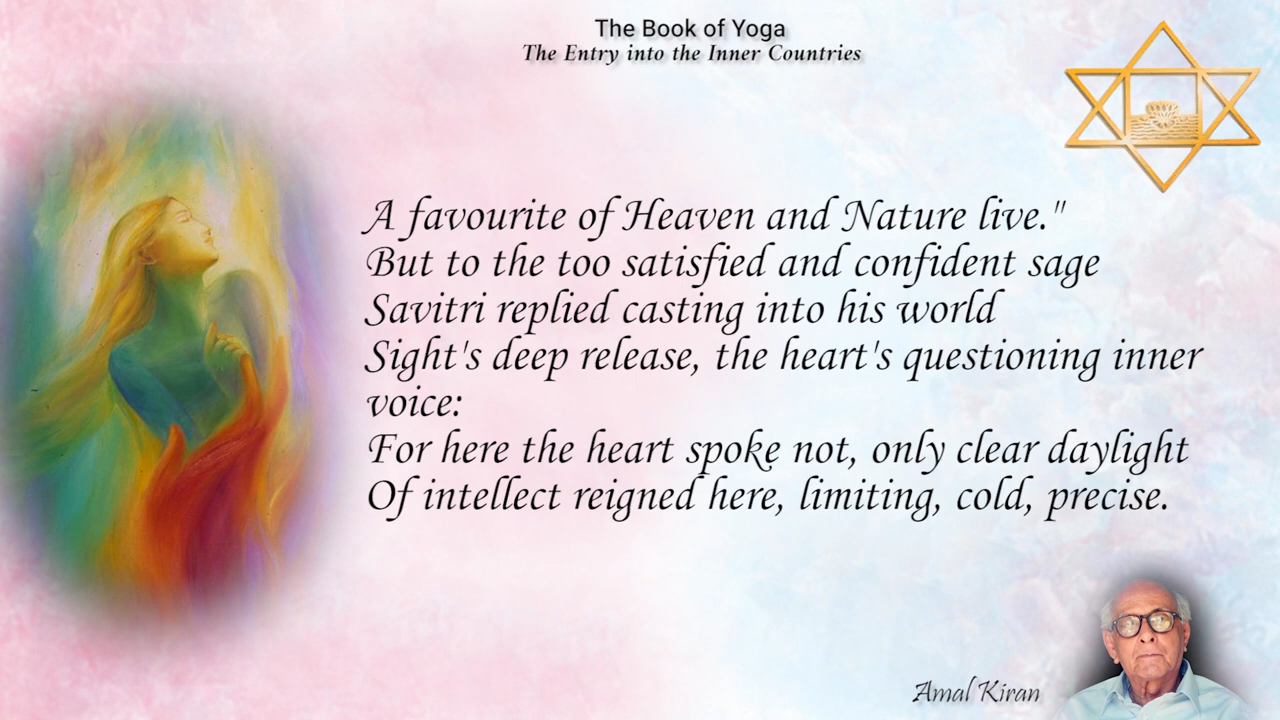 The Book of Yoga
The Entry into the Inner Countries
A favourite of Heaven and Nature live."
But to the too satisfied and confident sage
Savitri replied casting into his world
Sight's deep release, the heart's questioning inner
voice:
For here the heart spoke not, only clear daylight
Of intellect reigned here, limiting, cold, precise.
Amal Kiran